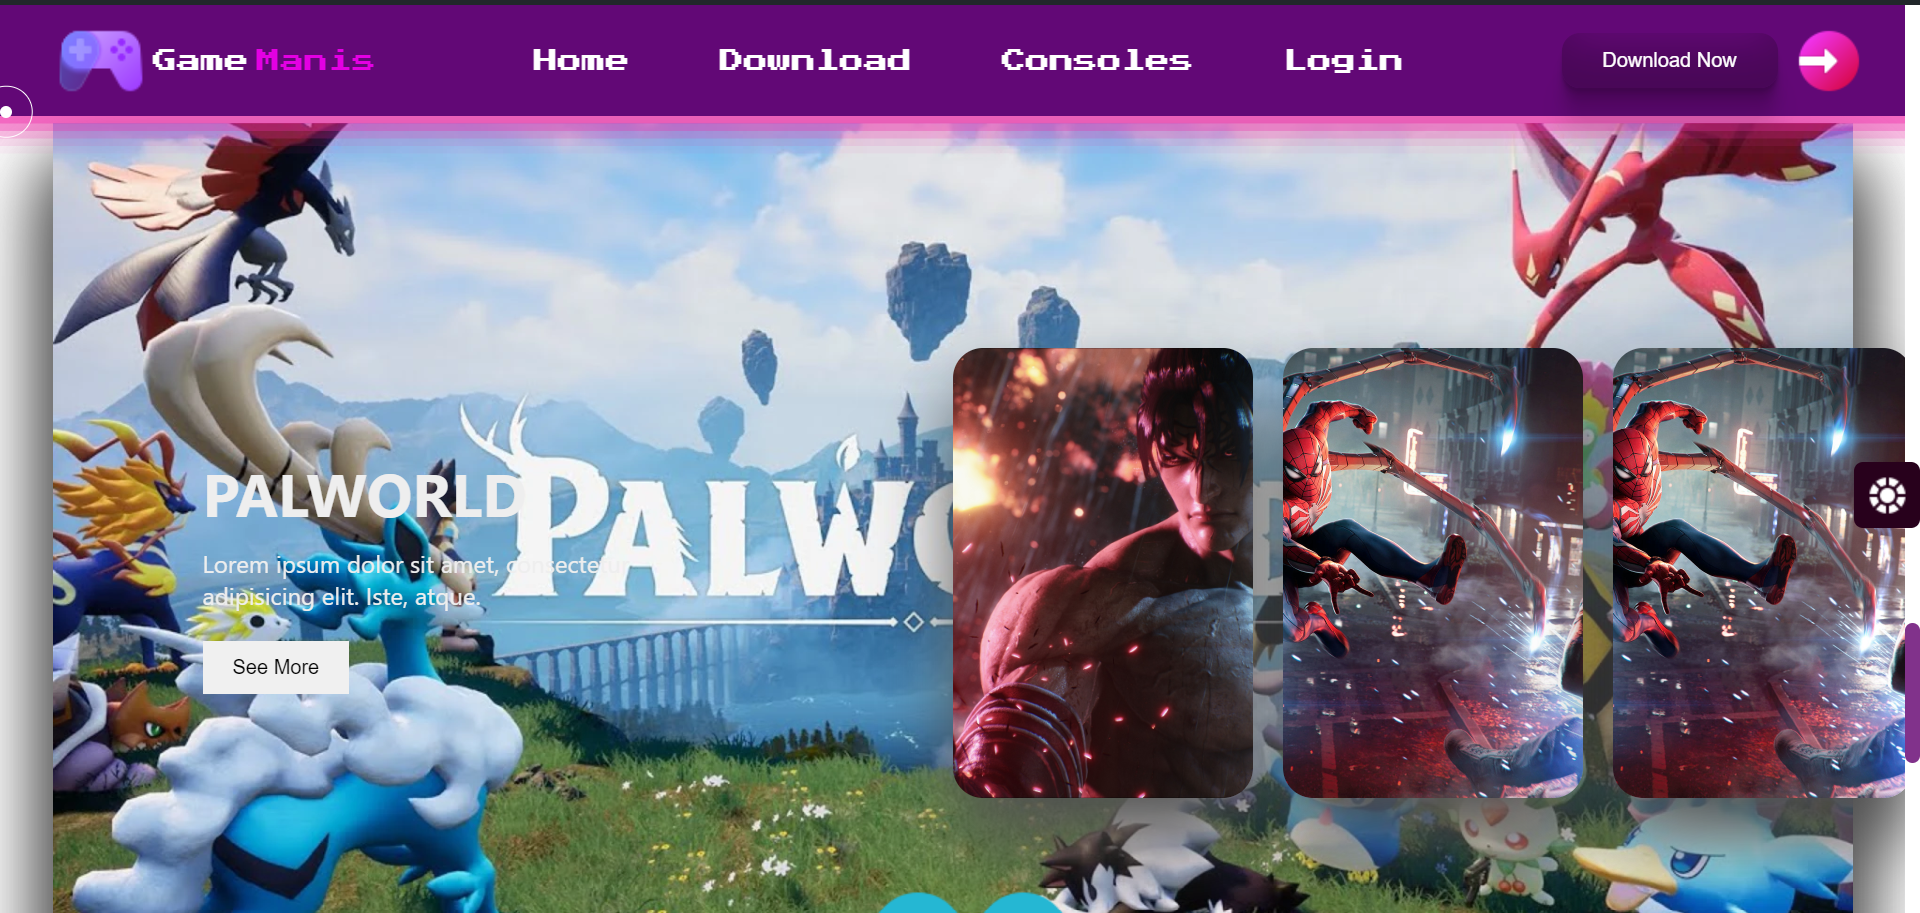 Game Manis
Home
Download
Consoles
Login
Download Now
PALWORLD
PALW
Lorem ipsum dolor sit amet, consectetur
adipisicing elit. Iste, atque.
See More